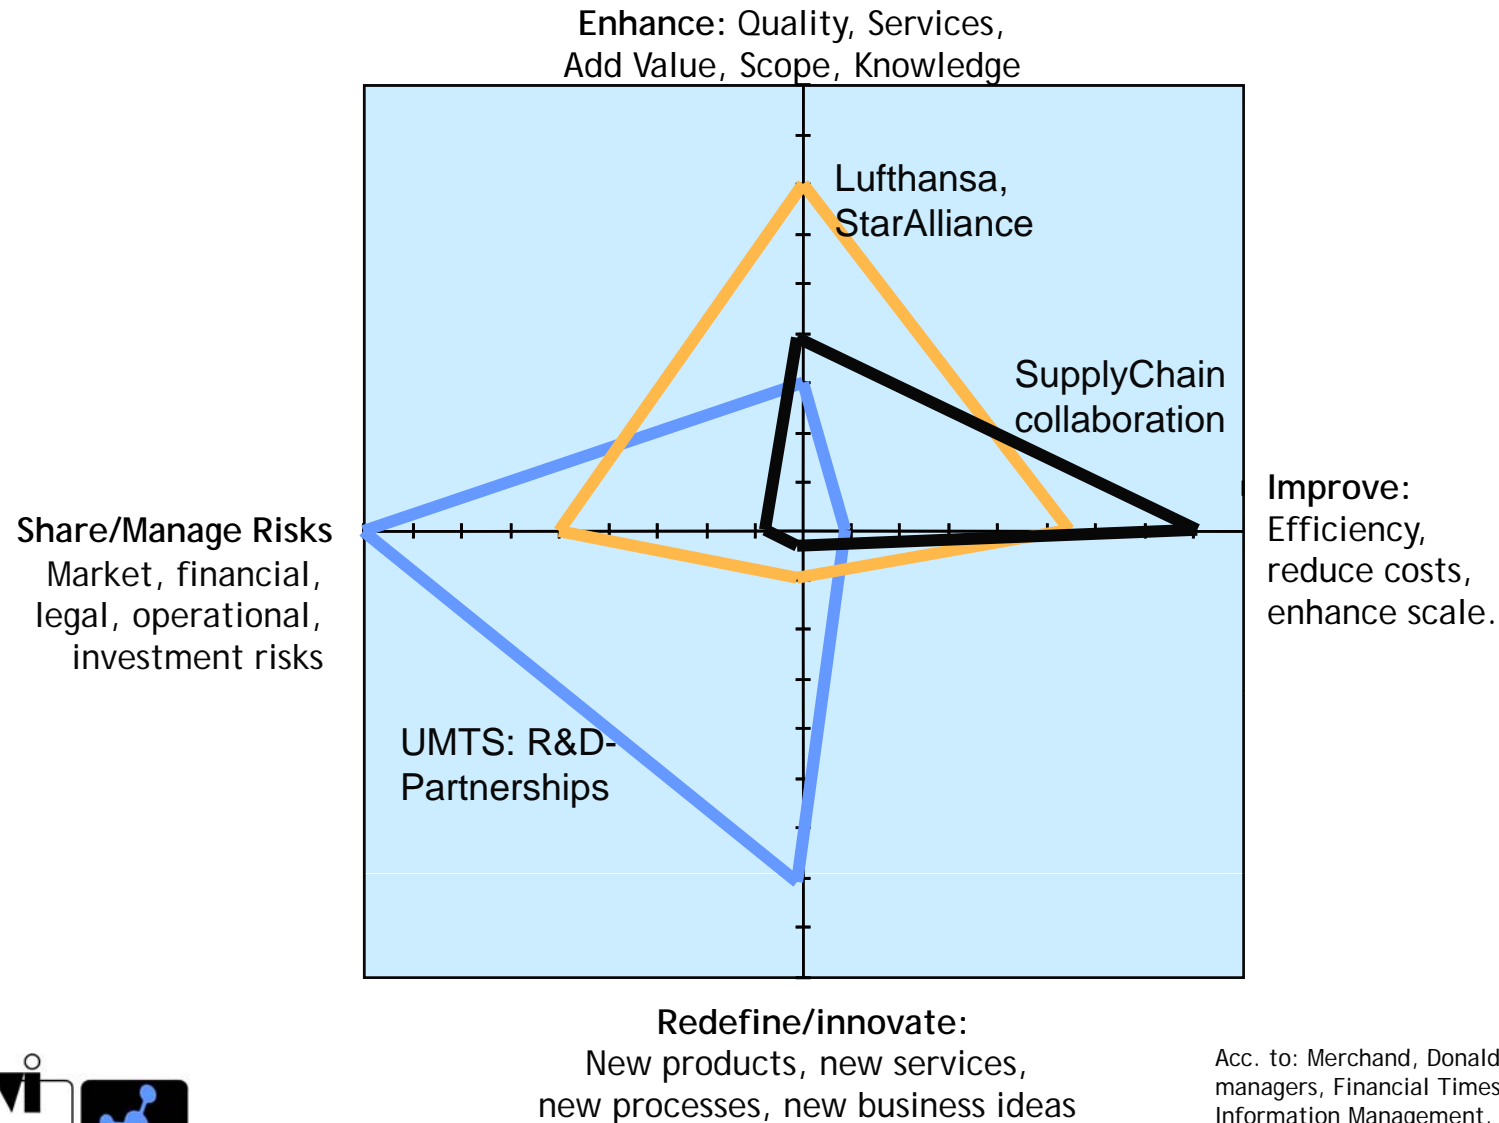 Enhance: Quality, Services,
Add Value, Scope, Knowledge
Lufthansa,
StarAlliance
SupplyChain
collaboration
Improve:
Efficiency,
reduce costs,
enhance scale.
Share/Manage Risks
Market, financial,
legal, operational,
investment risks
UMTS: R&D-
Partnerships
Redefine/innovate:
New products, new services,
new processes, new business ideas
Acc. to: Merchand, Donald
managers, Financial Times
Information Management,